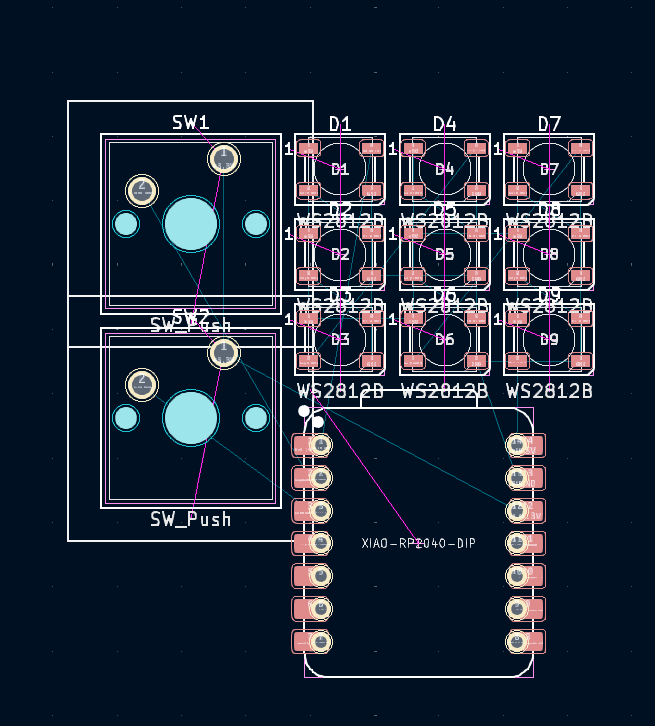 SW1
D1 D4 D7
1 1 1 1
2
D1 D4 D7
WS2812B WS2812B WS2812B
D2 D5 D8
1 1 1
D2 D5 D8
WS2812B WS2812B WS2812B
D3 D6 D9
SW_Push
SW2
1 1 1
1
2
D3 D6 D9
WS2812B WS2812B WS2812B
SW_Push
XIAO-RP2040-DIP